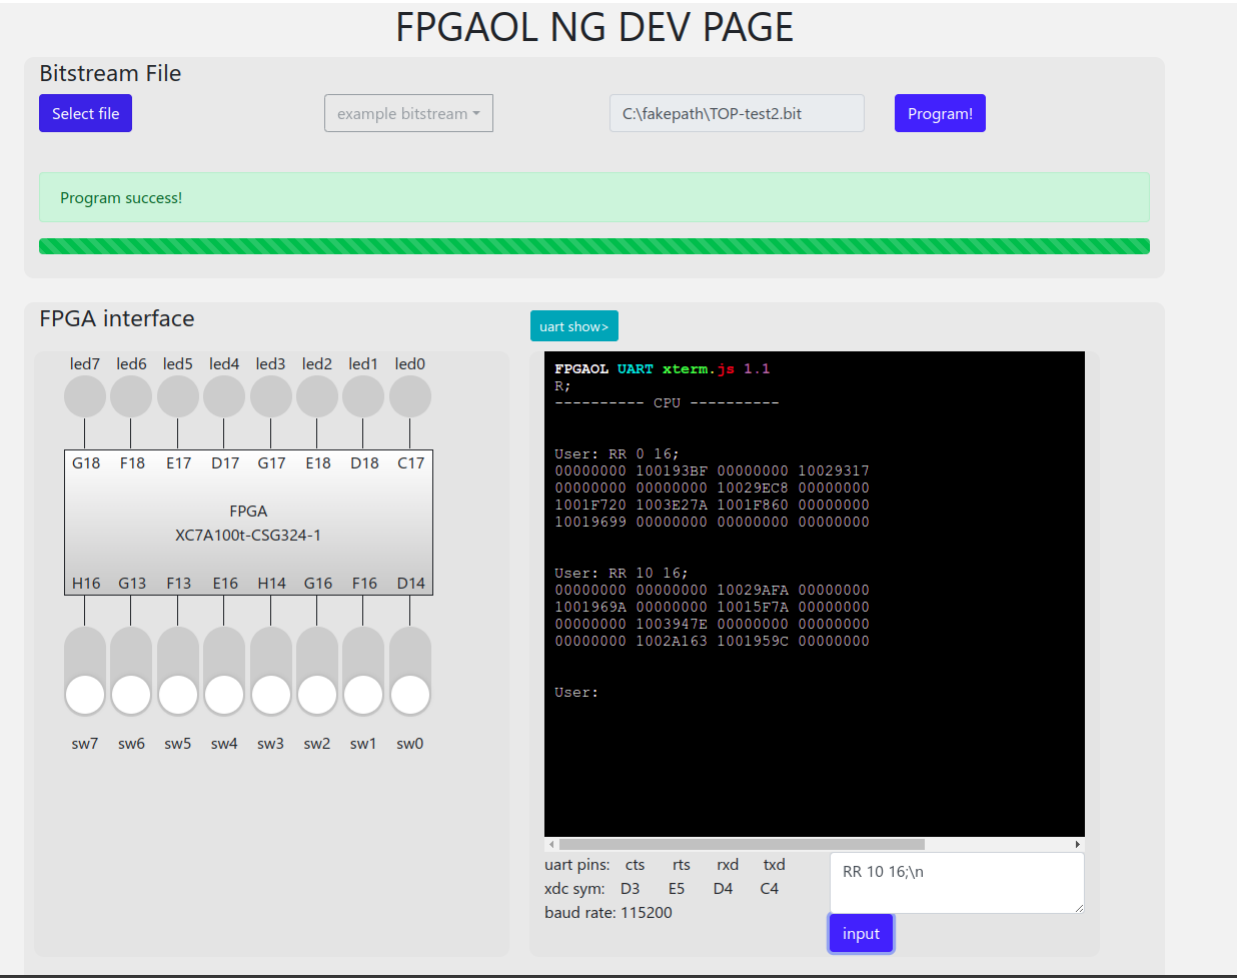 FPGAOL NG DEV PAGE
Bitstream File
Select file
example bitstream
C:\fakepath\TOP-test2.bit
Program!
Program success!
FPGA interface
uart show>
led7 led6 led5 led4 led3 led2 led1 led0
G18 F18 E17 D17 G17 E18 D18 C17
FPGA
XC7A100t-CSG324-1
H16 G13 F13 E16 H14 G16 F16 D14
sw7 sw6 sw5 sw4 sw3 sw2 sw1 sw0
FPGAOL UART xterm.js 1.1
R;
---------- CPU ----------
User: RR 0 16;
00000000 100193BF 00000000 10029317
00000000 00000000 10029EC8 00000000
1001F720 1003E27A 1001F860 00000000
10019699 00000000 00000000 00000000
User: RR 10 16;
00000000 00000000 10029AFA 00000000
1001969A 00000000 10015F7A 00000000
00000000 1003947E 00000000 00000000
00000000 1002A163 1001959C 00000000
User:
uart pins: cts rts rxd txd
xdc sym: D3 E5 D4 C4
baud rate: 115200
RR 10 16;\n
input